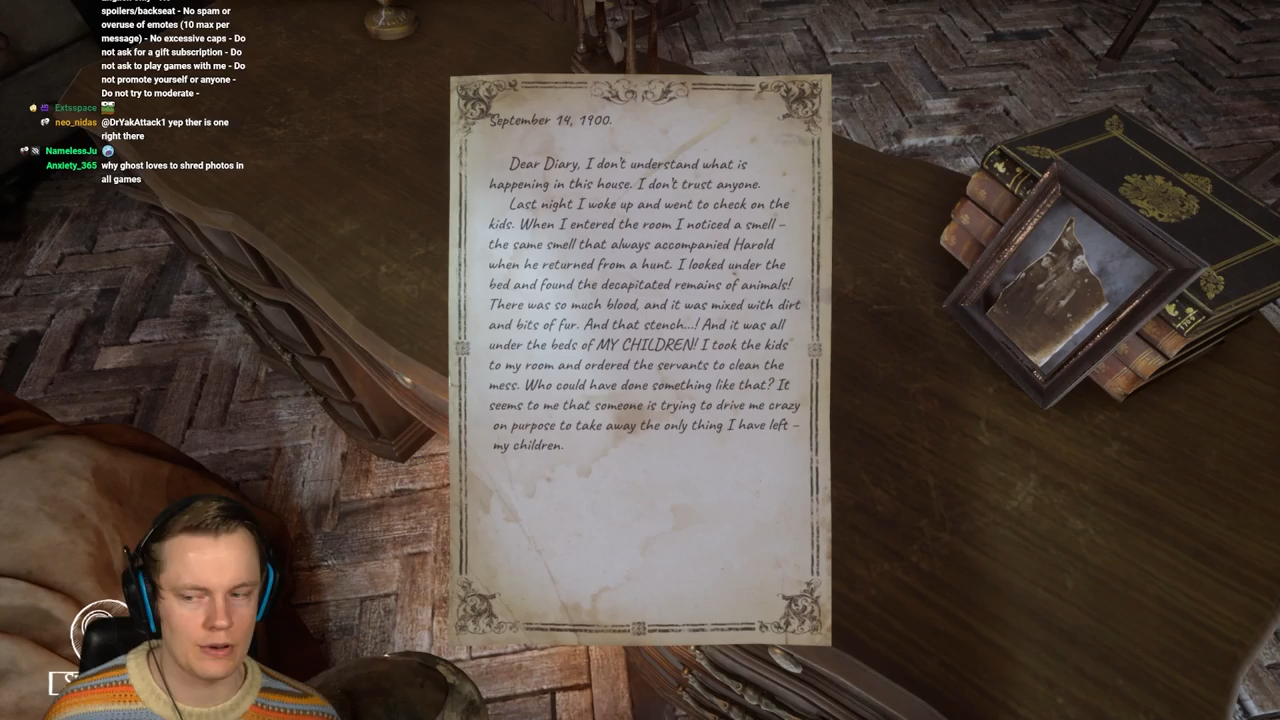 spoilers/backseat - No spam or
overuse of emotes (10 max per
message) - No excessive caps - Do
not ask for a gift subscription - Do
not ask to play games with me - Do
not promote yourself or anyone -
Do not try to moderate -
Extsspace
neo_nidas @DrYakAttack1 yep ther is one
right there
NamelessJu
Anxiety_365 why ghost loves to shred photos in
all games
September 14, 1900.
Dear Diary, I don't understand what is
happening in this house. I don't trust anyone.
Last night I woke up and went to check on the
kids. When I entered the room I noticed a smell –
the same smell that always accompanied Harold
when he returned from a hunt. I looked under the
bed and found the decapitated remains of animals!
There was so much blood, and it was mixed with dirt
and bits of fur. And that stench...! And it was all
under the beds of MY CHILDREN! I took the kids
to my room and ordered the servants to clean the
mess. Who could have done something like that? It
seems to me that someone is trying to drive me crazy
on purpose to take away the only thing I have left –
my children.